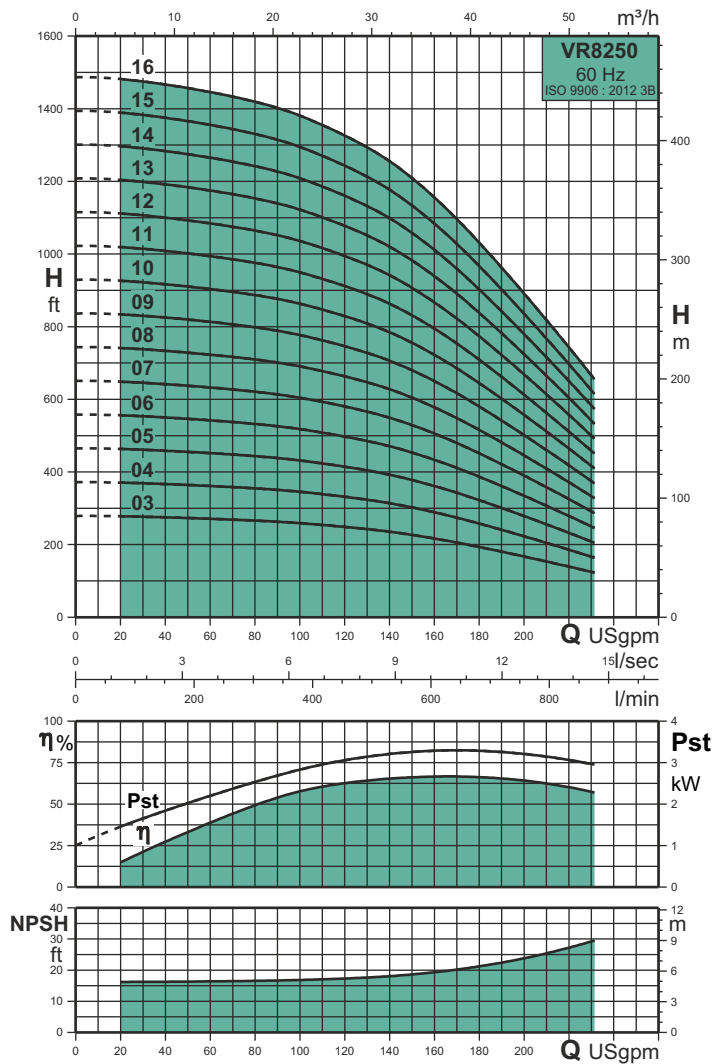 0 10 20 30 40 50 m³/h
VR8250
60 Hz
ISO 9906 : 2012 3B
1600
1400
1200
1000
800
600
400
200
0
H
ft
16
15
14
13
12
11
10
09
08
07
06
05
04
03
400
300
200
100
0
H
m
0 20 40 60 80 100 120 140 160 180 200 Q USgpm
0 3 6 9 12 15 l/sec
0 200 400 600 800 l/min
η%
100
75
50
25
0
Pst
η
4
3
2
1
0
Pst
kW
NPSH
ft
40
30
20
10
0
m
12
9
6
3
0
0 20 40 60 80 100 120 140 160 180 200 Q USgpm